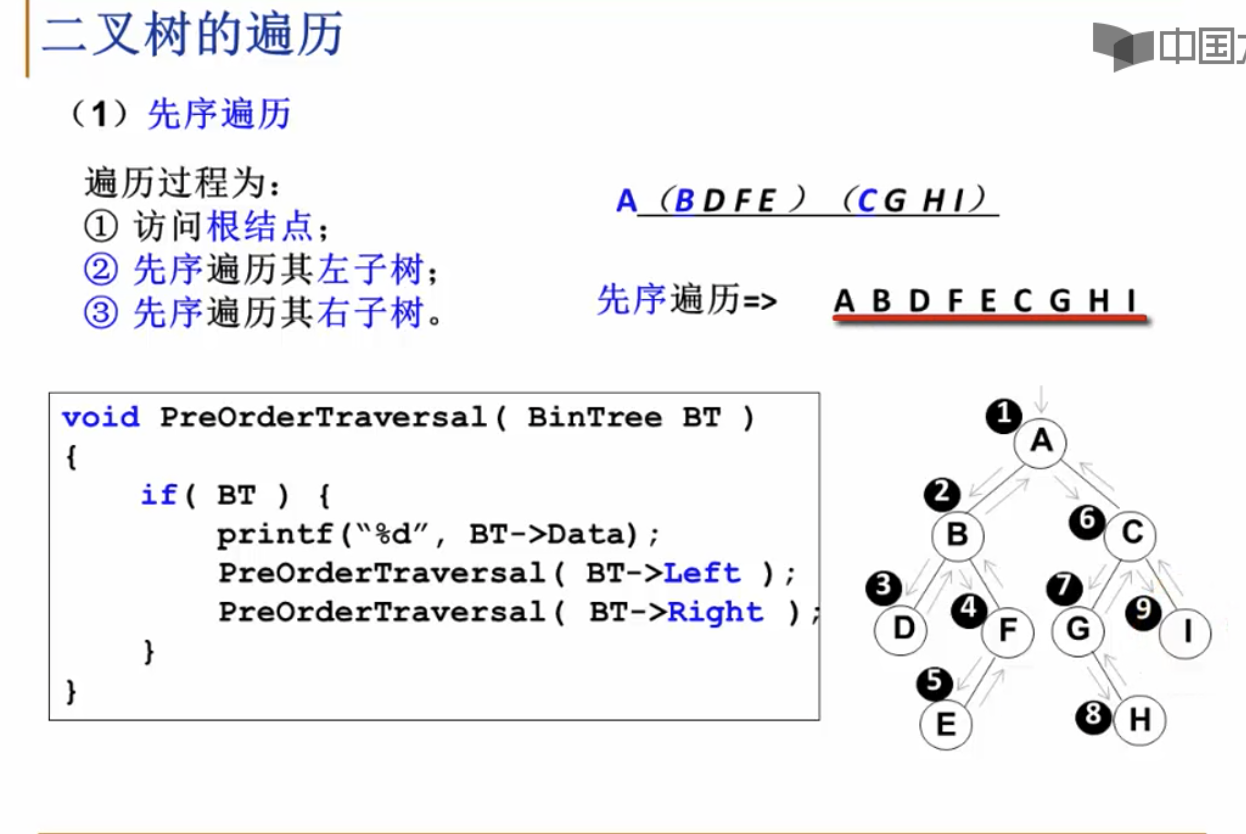 二叉树的遍历
中国
（1）先序遍历
遍历过程为：
① 访问根结点；
② 先序遍历其左子树；
③ 先序遍历其右子树。
A（B D F E ）（C G H I）
先序遍历=> A B D F E C G H I
void PreOrderTraversal( BinTree BT )
{
if( BT ) {
printf(“%d”, BT->Data);
PreOrderTraversal( BT->Left );
PreOrderTraversal( BT->Right );
}
}
1
A
2
B
6
C
3
D
4
F
7
G
9
I
5
E
8
H